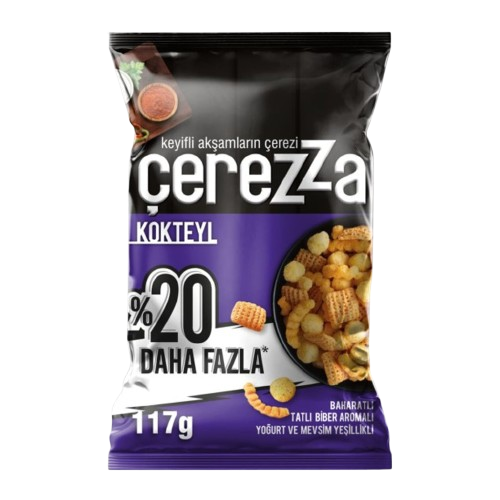 keyifli akşamların çerezi
çerezza
KOKTEYL
%20
DAHA FAZLA*
117g
BAHARATLI
TATLI BİBER AROMALI
YOĞURT VE MEVSİM YEŞİLLİKLİ